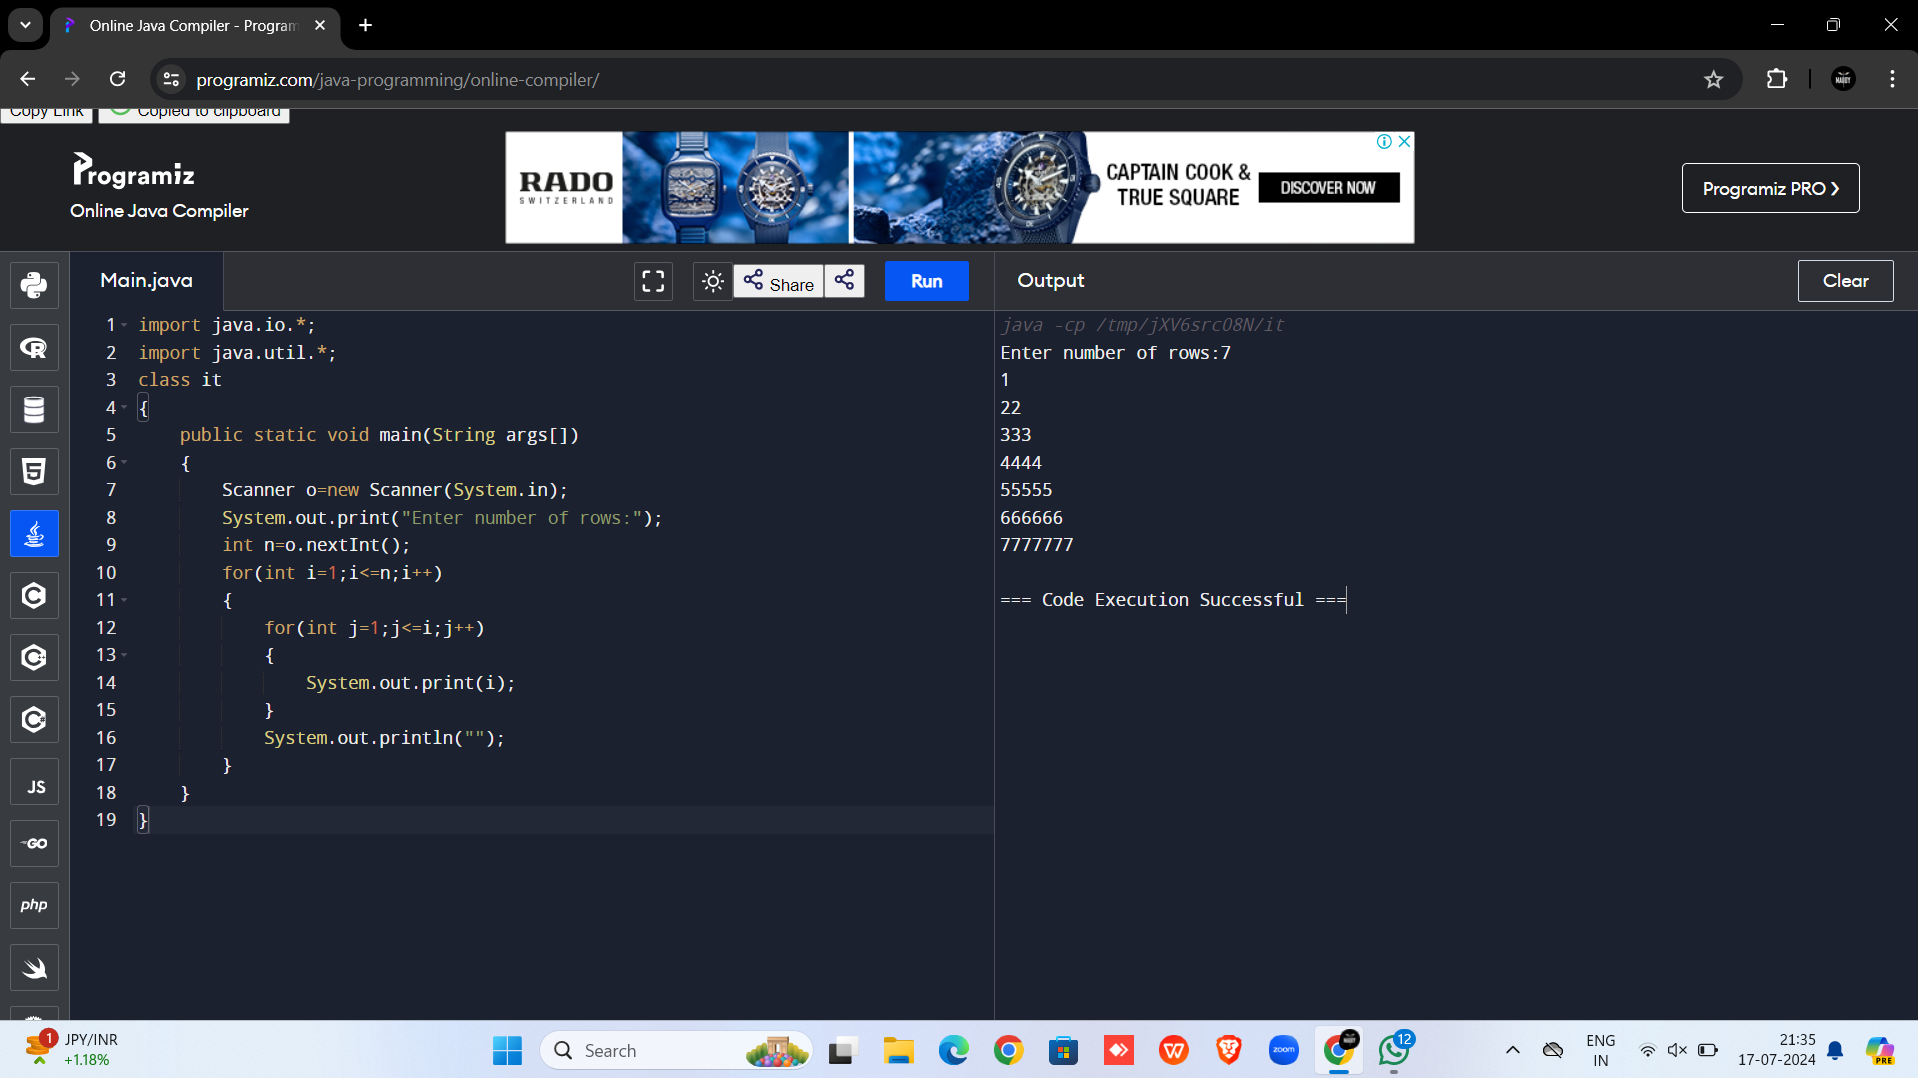 Online Java Compiler - Program
programiz.com/java-programming/online-compiler/
MADDY
Copy Link
Copied to clipboard
Programiz
Online Java Compiler
RADO
SWITZERLAND
CAPTAIN COOK &
TRUE SQUARE
DISCOVER NOW
Programiz PRO
Main.java
Share
Run
Output
Clear
1 import java.io.*;
2 import java.util.*;
3 class it
4 {
5 public static void main(String args[])
6 {
7 Scanner o=new Scanner(System.in);
8 System.out.print("Enter number of rows:");
9 int n=o.nextInt();
10 for(int i=1;i<=n;i++)
11 {
12 for(int j=1;j<=i;j++)
13 {
14 System.out.print(i);
15 }
16 System.out.println("");
17 }
18 }
19 }
java -cp /tmp/jXV6srcO8N/it
Enter number of rows:7
1
22
333
4444
55555
666666
7777777
=== Code Execution Successful ===
R
5
C
C
C
JS
GO
php
1
JPY/INR
+1.18%
Search
W
zoom
12
ENG
IN
21:35
17-07-2024
PRE